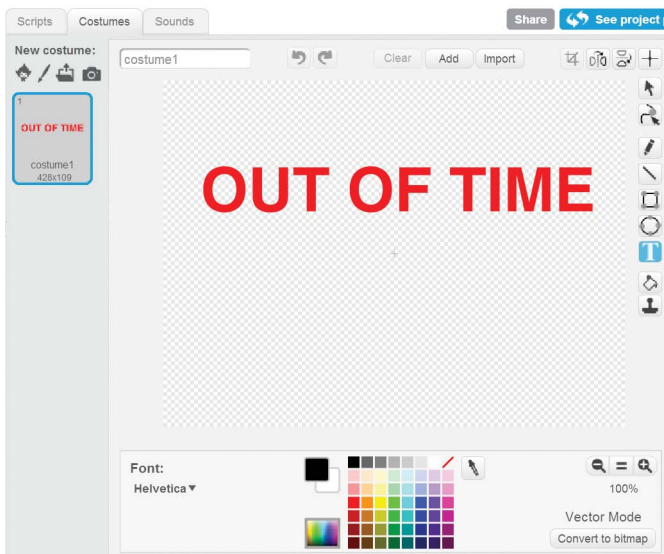 Scripts Costumes Sounds Share See project
New costume: costume1 Clear Add Import
1
OUT OF TIME
costume1
428x109
OUT OF TIME
T
Font:
Helvetica
100%
Vector Mode
Convert to bitmap